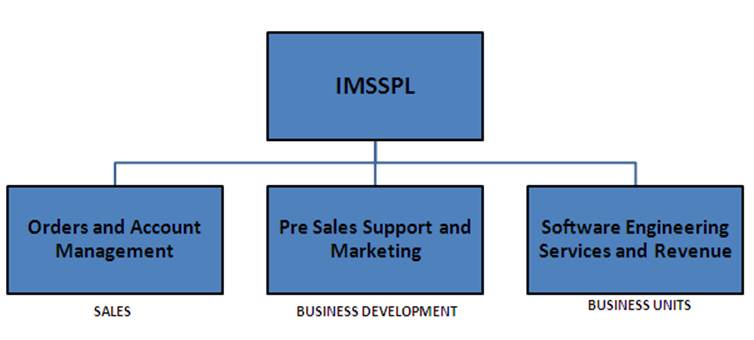 IMSSPL
Orders and Account
Management
Pre Sales Support and
Marketing
Software Engineering
Services and Revenue
SALES
BUSINESS DEVELOPMENT
BUSINESS UNITS